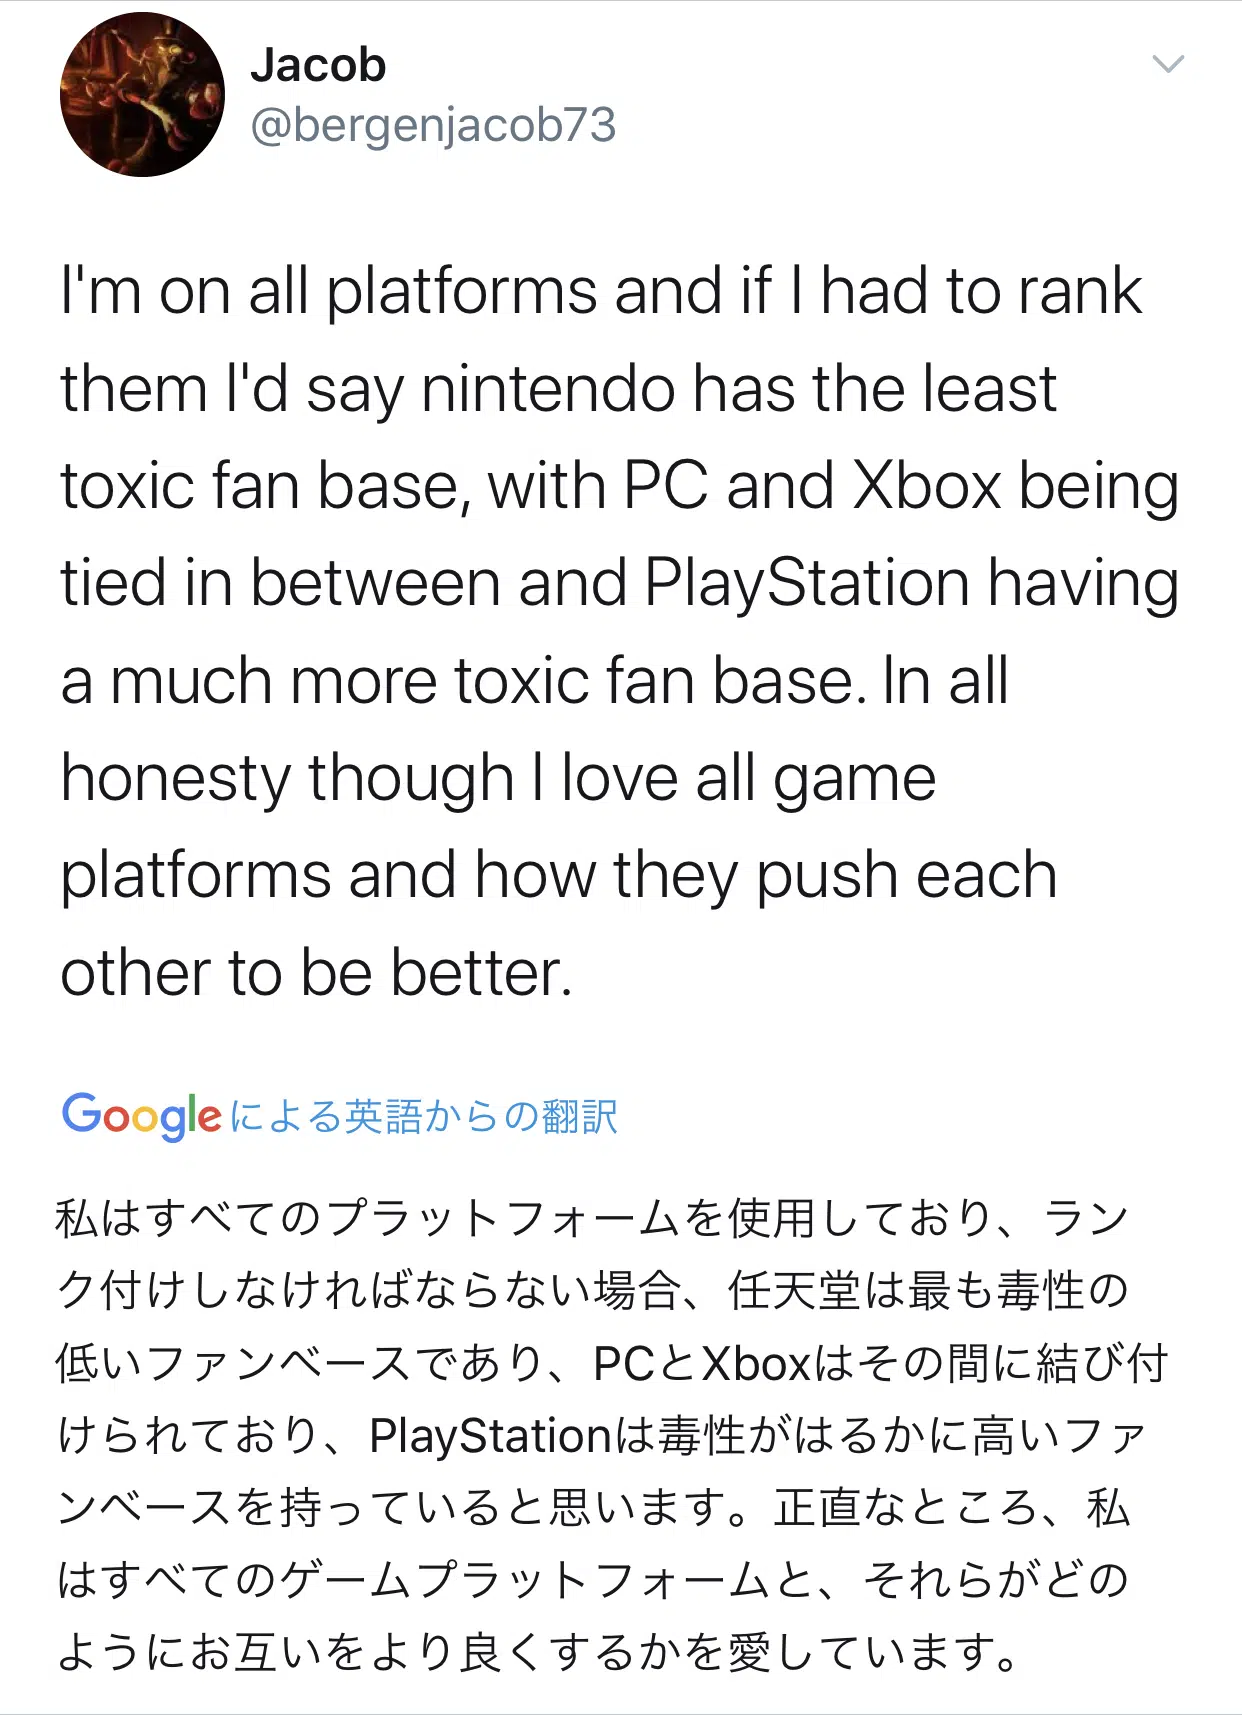 Jacob
@bergenjacob73
I'm on all platforms and if I had to rank
them I'd say nintendo has the least
toxic fan base, with PC and Xbox being
tied in between and PlayStation having
a much more toxic fan base. In all
honesty though I love all game
platforms and how they push each
other to be better.
Googleによる英語からの翻訳
私はすべてのプラットフォームを使用しており、ラン
ク付けしなければならない場合、任天堂は最も毒性の
低いファンベースであり、PCとXboxはその間に結び付
けられており、PlayStationは毒性がはるかに高いファ
ンベースを持っていると思います。正直なところ、私
はすべてのゲームプラットフォームと、それらがどの
ようにお互いをより良くするかを愛しています。